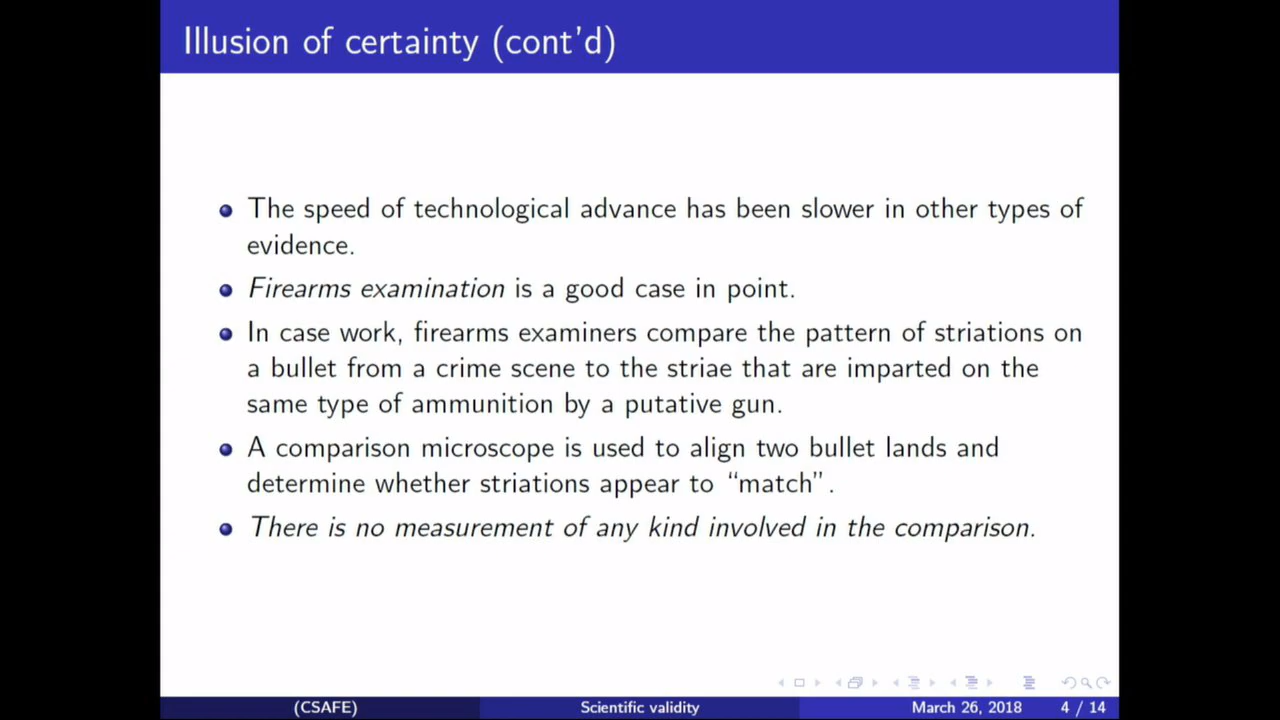 Illusion of certainty (cont'd)
The speed of technological advance has been slower in other types of
evidence.
Firearms examination is a good case in point.
In case work, firearms examiners compare the pattern of striations on
a bullet from a crime scene to the striae that are imparted on the
same type of ammunition by a putative gun.
A comparison microscope is used to align two bullet lands and
determine whether striations appear to “match”.
There is no measurement of any kind involved in the comparison.
(CSAFE) Scientific validity March 26, 2018 4 / 14